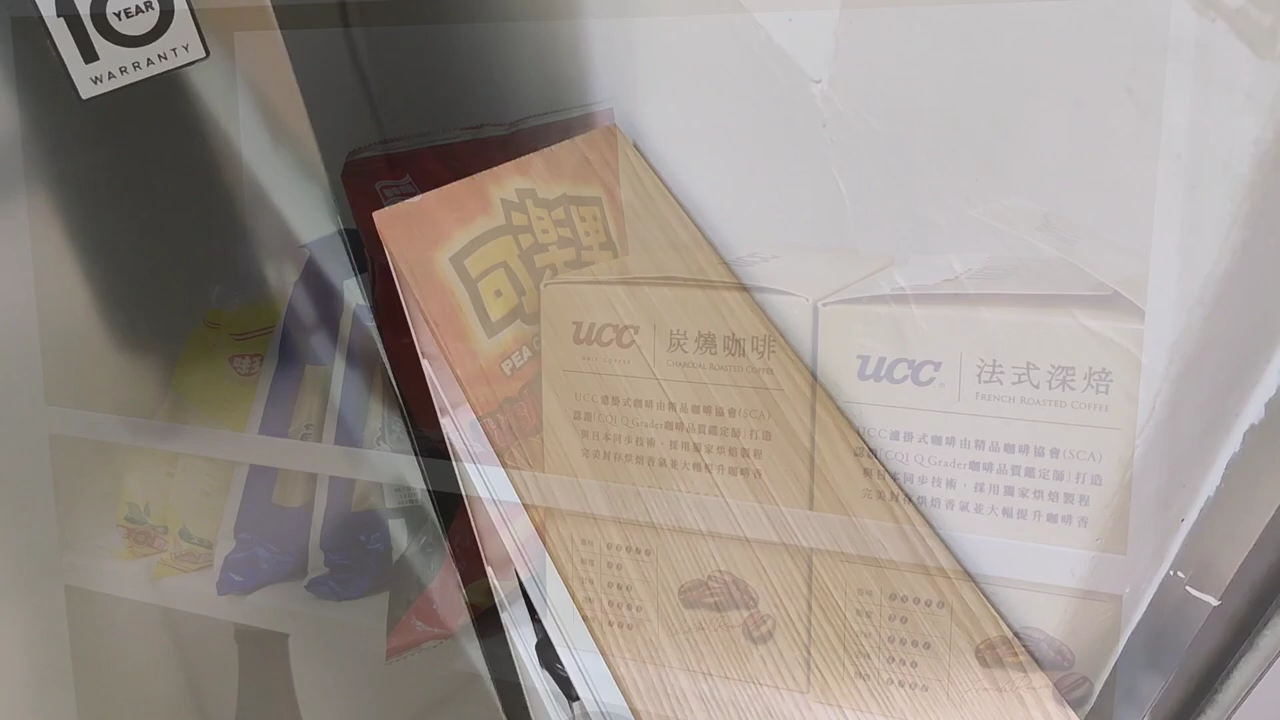 10
YEAR
WARRANTY
可樂果
ucc 炭燒咖啡
DRIP COFFEE CHARCOAL ROASTED COFFEE
UCC濾掛式咖啡由精品咖啡協會(SCA)
認證「CQI Q Grader咖啡品質鑑定師」打造
與日本同步技術，採用獨家烘焙製程
完美封存烘焙香氣並大幅提升咖啡香
ucc 法式深焙
FRENCH ROASTED COFFEE
UCC濾掛式咖啡由精品咖啡協會(SCA)
認證「CQI Q Grader咖啡品質鑑定師」打造
與日本同步技術，採用獨家烘焙製程
完美封存烘焙香氣並大幅提升咖啡香
PEA